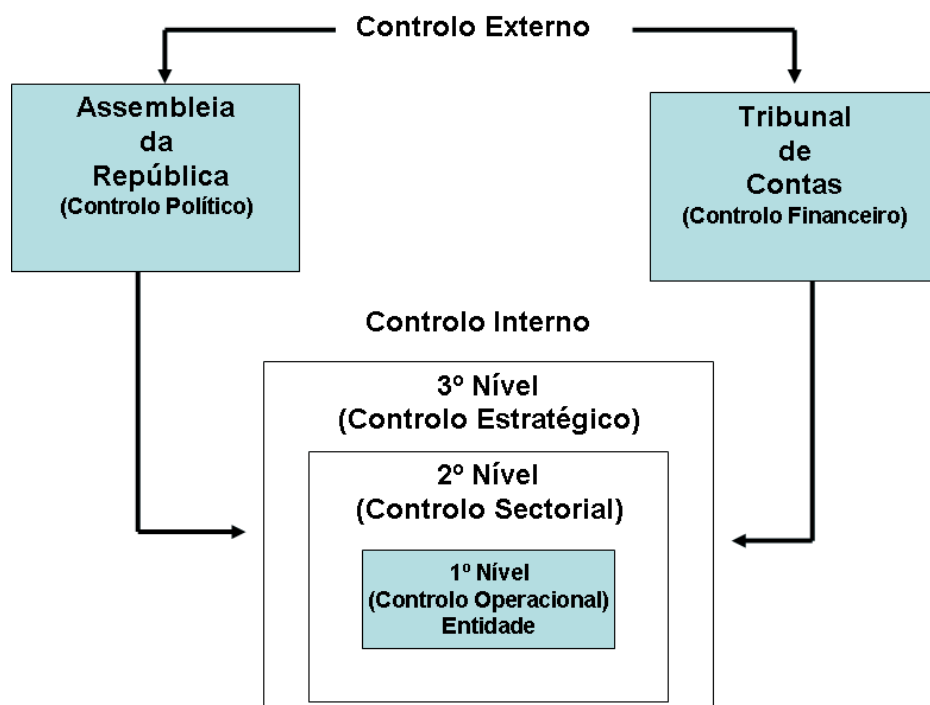 Controlo Externo
Assembleia
da
República
(Controlo Político)
Tribunal
de
Contas
(Controlo Financeiro)
Controlo Interno
3º Nível
(Controlo Estratégico)
2º Nível
(Controlo Sectorial)
1º Nível
(Controlo Operacional)
Entidade